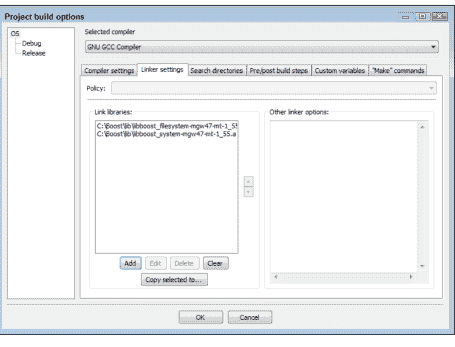 Project build options
OS
Debug
Release
Selected compiler
GNU GCC Compiler
Compiler settings Linker settings Search directories Pre/post build steps Custom variables "Make" commands
Policy:
Link libraries:
C:\Boost\lib\libboost_filesystem-mgw47-mt-1_55
C:\Boost\lib\libboost_system-mgw47-mt-1_55.a
Other linker options:
Add Edit Delete Clear
Copy selected to...
OK Cancel